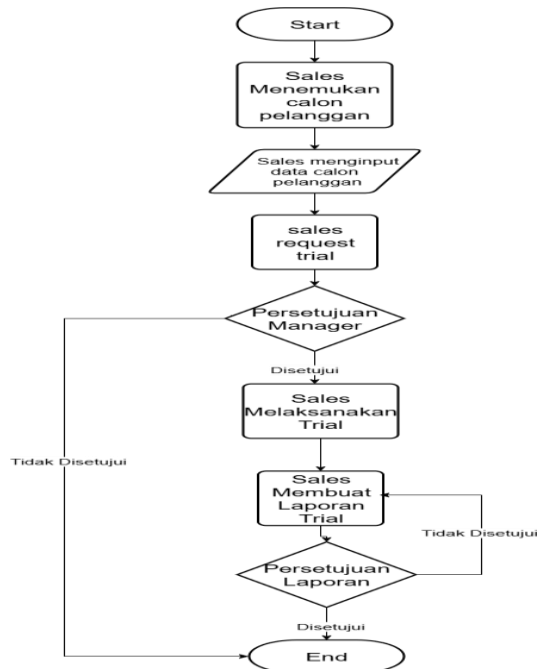 Start
Sales
Menemukan
calon
pelanggan
Sales menginput
data calon
pelanggan
sales
request
trial
Persetujuan
Manager
Disetujui
Sales
Melaksanakan
Trial
Tidak Disetujui
Sales
Membuat
Laporan
Trial
Tidak Disetujui
Persetujuan
Laporan
Disetujui
End